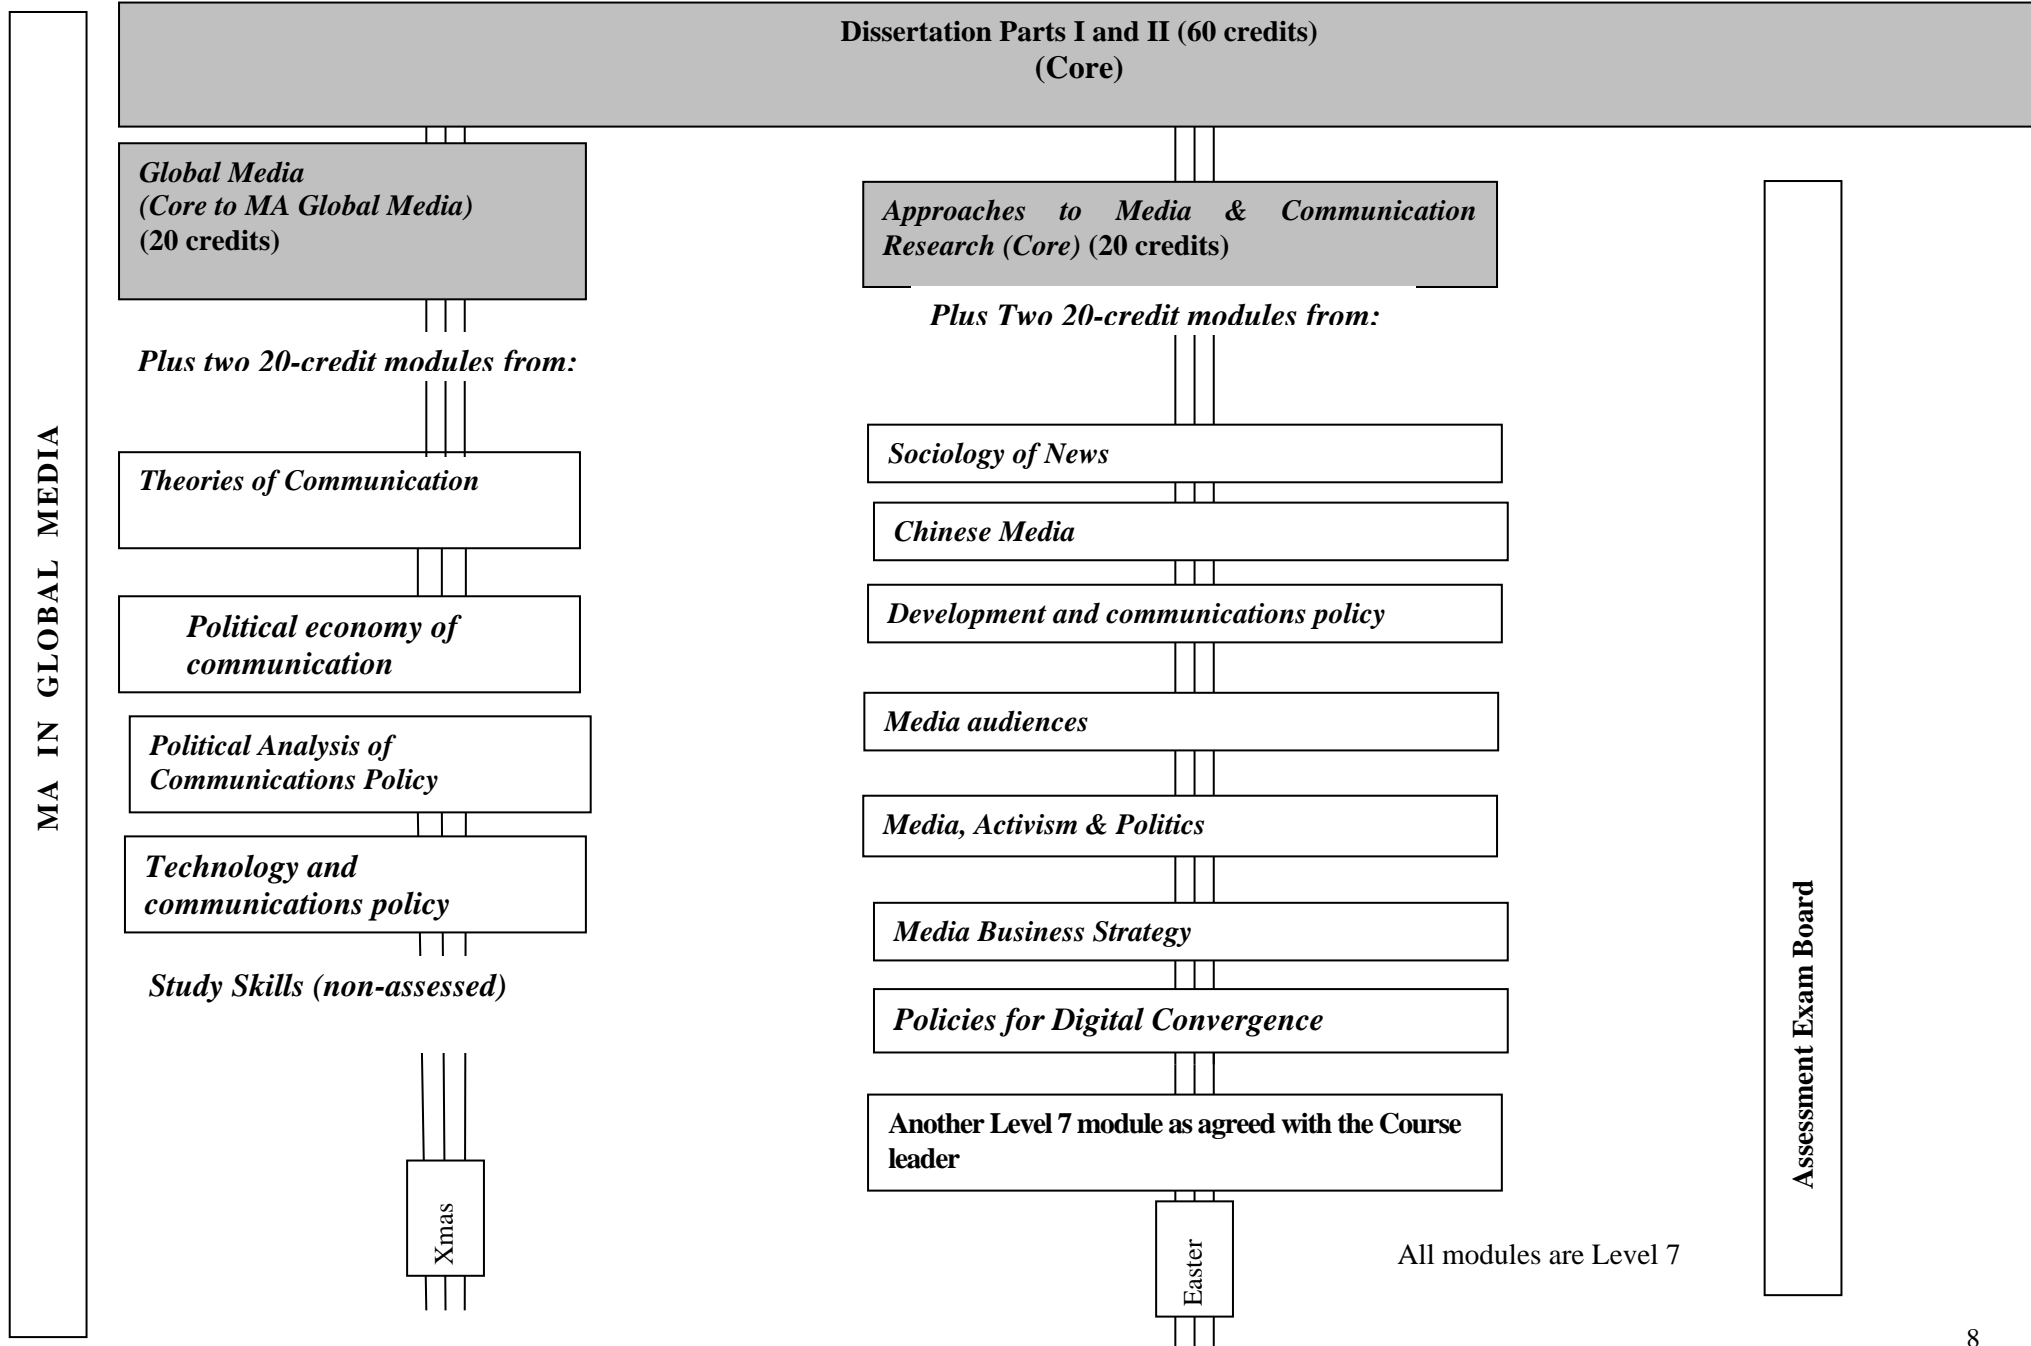 MA IN GLOBAL MEDIA
Dissertation Parts I and II (60 credits)
(Core)
Global Media
(Core to MA Global Media)
(20 credits)
Plus two 20-credit modules from:
Theories of Communication
Political economy of
communication
Political Analysis of
Communications Policy
Technology and
communications policy
Study Skills (non-assessed)
Xmas
Approaches to Media & Communication
Research (Core) (20 credits)
Plus Two 20-credit modules from:
Sociology of News
Chinese Media
Development and communications policy
Media audiences
Media, Activism & Politics
Media Business Strategy
Policies for Digital Convergence
Another Level 7 module as agreed with the Course
leader
Easter
All modules are Level 7
Assessment Exam Board
8